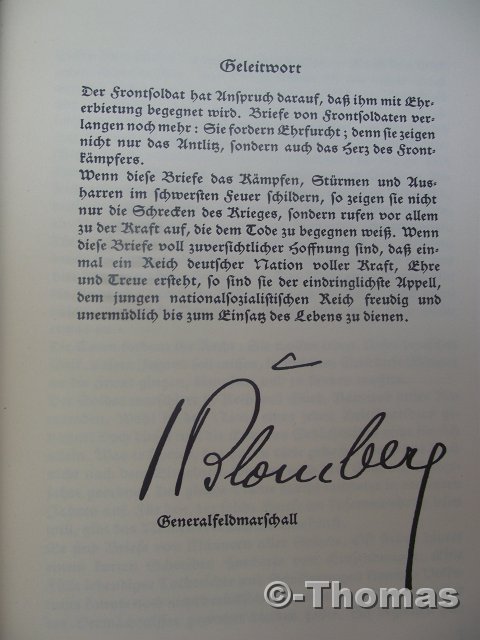 Geleitwort
Der Frontsoldat hat Anspruch darauf, daß ihm mit Ehr-
erbietung begegnet wird. Briefe von Frontsoldaten ver-
langen noch mehr: Sie fordern Ehrfurcht; denn sie zeigen
nicht nur das Antlitz, sondern auch das Herz des Front-
kämpfers.
Wenn diese Briefe das Kämpfen, Stürmen und Aus-
harren im schwersten Feuer schildern, so zeigen sie nicht
nur die Schrecken des Krieges, sondern rufen vor allem
zu der Kraft auf, die dem Tode zu begegnen weiß. Wenn
diese Briefe voll zuversichtlicher Hoffnung sind, daß ein-
mal ein Reich deutscher Nation voller Kraft, Ehre
und Treue ersteht, so sind sie der eindringlichste Appell,
dem jungen nationalsozialistischen Reich freudig und
unermüdlich bis zum Einsatz des Lebens zu dienen.
Blomberg
Generalfeldmarschall
©-Thomas